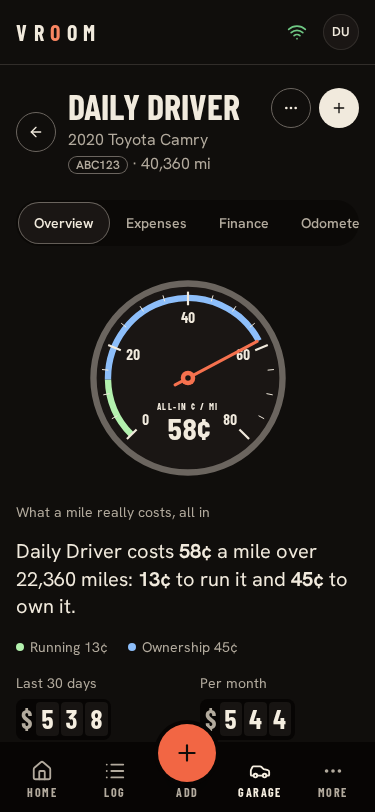 VROOM
DU
DAILY DRIVER
2020 Toyota Camry
ABC123 · 40,360 mi
Overview Expenses Finance Odomete
40
20 60
0 80
ALL-IN ¢ / MI
58¢
What a mile really costs, all in
Daily Driver costs 58¢ a mile over
22,360 miles: 13¢ to run it and 45¢ to
own it.
Running 13¢ Ownership 45¢
Last 30 days Per month
$538 $544
HOME LOG ADD GARAGE MORE